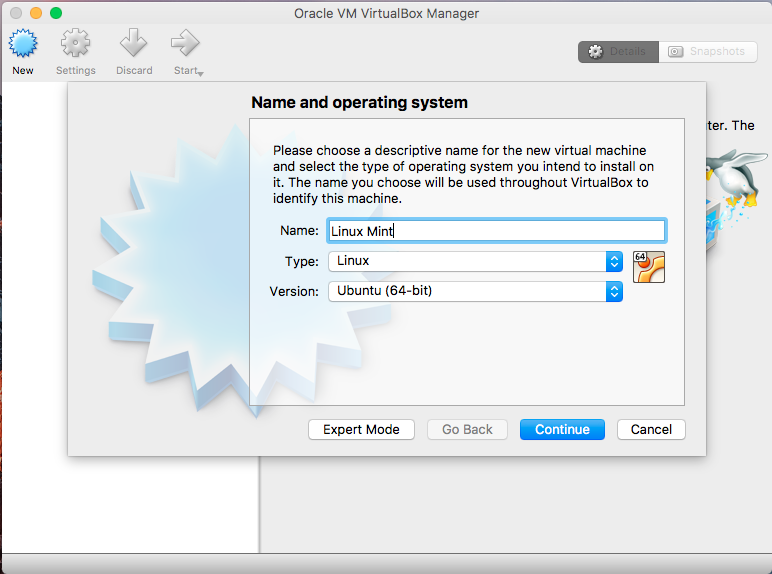 Oracle VM VirtualBox Manager
New Settings Discard Start
Details Snapshots
ter. The
Name and operating system
Please choose a descriptive name for the new virtual machine
and select the type of operating system you intend to install on
it. The name you choose will be used throughout VirtualBox to
identify this machine.
Name: Linux Mint
Type: Linux
64
Version: Ubuntu (64-bit)
Expert Mode Go Back Continue Cancel